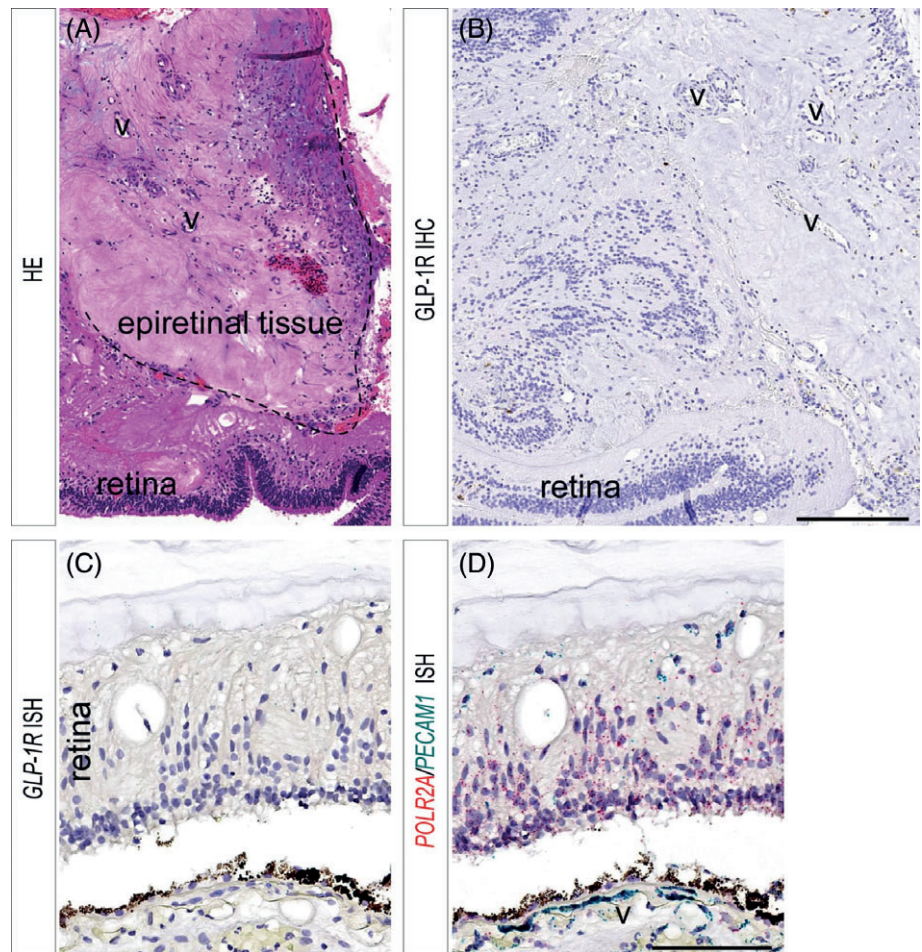 HE
(A)
v
v
epiretinal tissue
retina
GLP-1R IHC
(B)
v
v
v
retina
GLP-1R ISH
(C)
retina
POLR2A/PECAM1 ISH
(D)
v